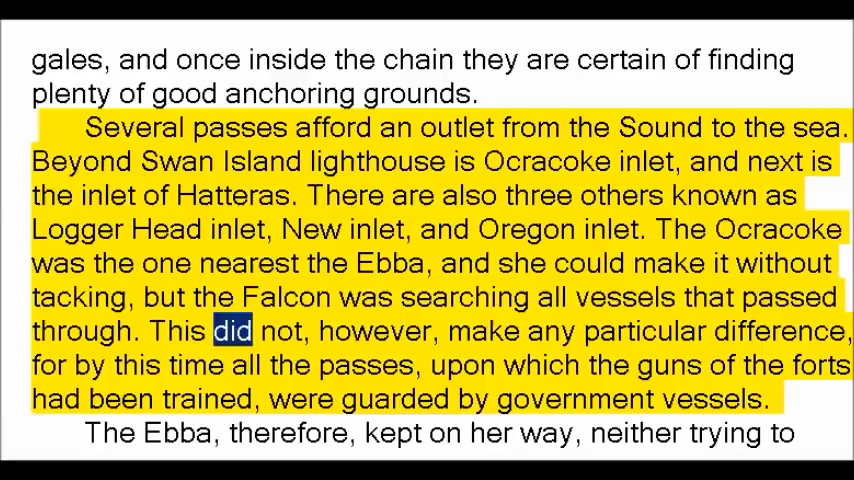 gales, and once inside the chain they are certain of finding
plenty of good anchoring grounds.
Several passes afford an outlet from the Sound to the sea.
Beyond Swan Island lighthouse is Ocracoke inlet, and next is
the inlet of Hatteras. There are also three others known as
Logger Head inlet, New inlet, and Oregon inlet. The Ocracoke
was the one nearest the Ebba, and she could make it without
tacking, but the Falcon was searching all vessels that passed
through. This did not, however, make any particular difference,
for by this time all the passes, upon which the guns of the forts
had been trained, were guarded by government vessels.
The Ebba, therefore, kept on her way, neither trying to